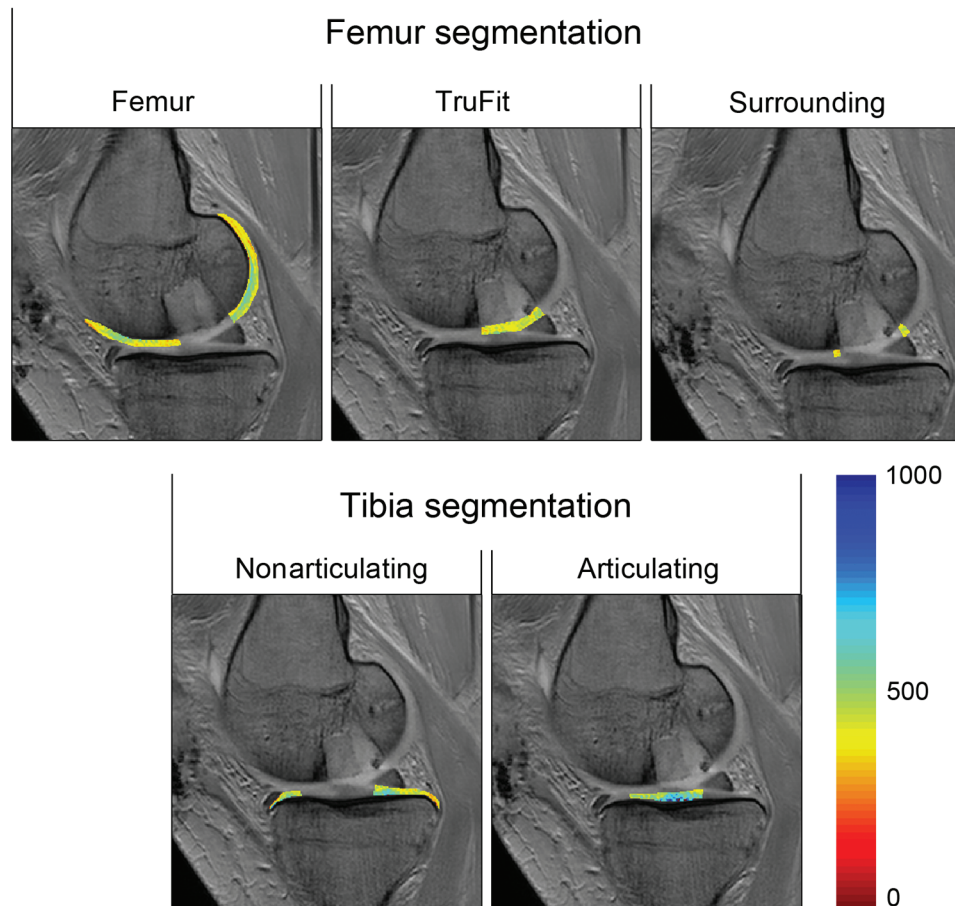 Femur segmentation
Femur
TruFit
Surrounding
Tibia segmentation
Nonarticulating
Articulating
1000
500
0